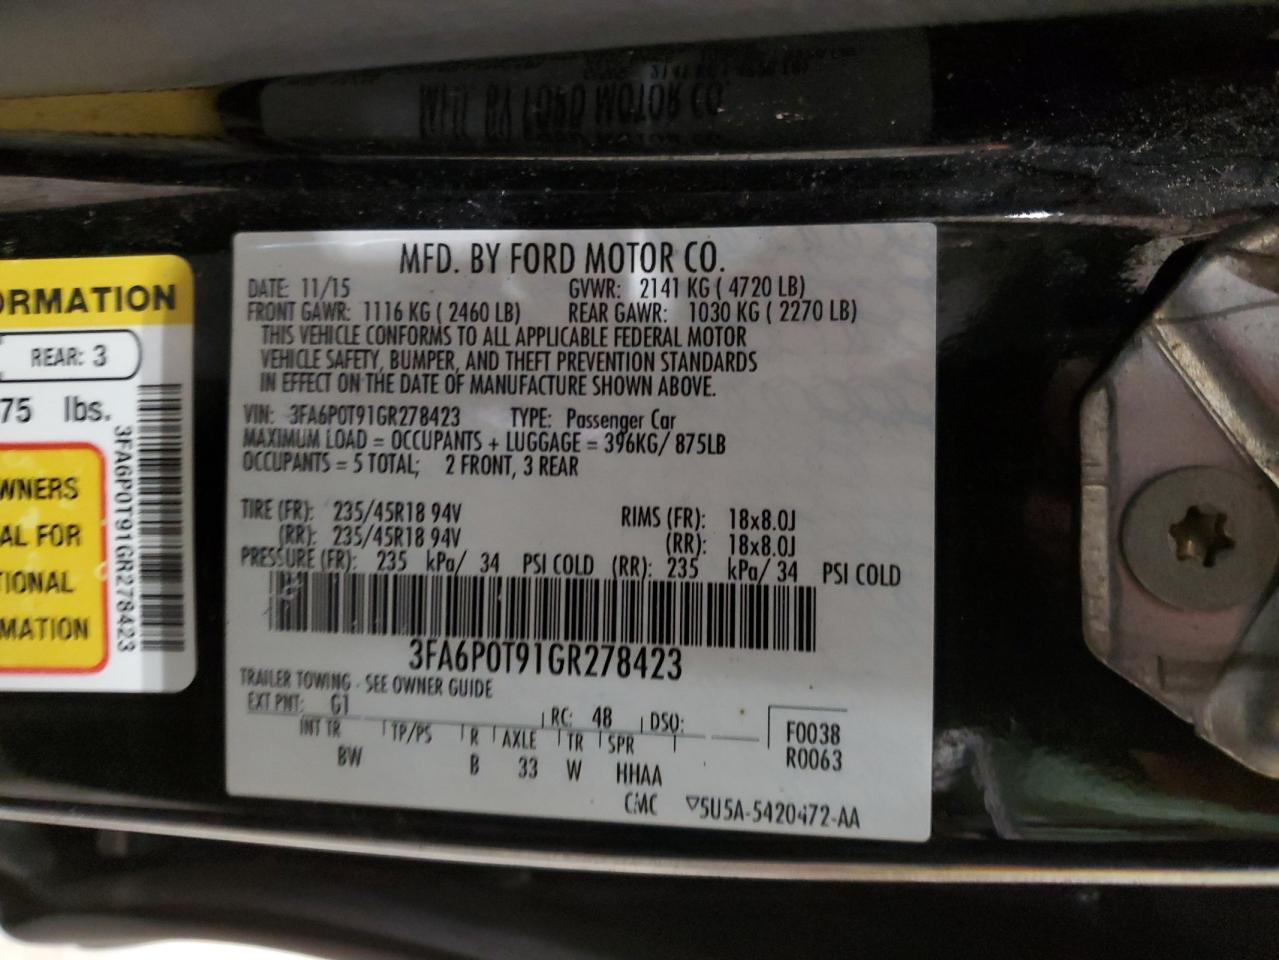 MFD. BY FORD MOTOR CO.
DATE: 11/15 GVWR: 2141 KG ( 4720 LB)
FRONT GAWR: 1116 KG ( 2460 LB) REAR GAWR: 1030 KG ( 2270 LB)
THIS VEHICLE CONFORMS TO ALL APPLICABLE FEDERAL MOTOR
VEHICLE SAFETY, BUMPER, AND THEFT PREVENTION STANDARDS
IN EFFECT ON THE DATE OF MANUFACTURE SHOWN ABOVE.
VIN: 3FA6P0T91GR278423 TYPE: Passenger Car
MAXIMUM LOAD = OCCUPANTS + LUGGAGE = 396KG/ 875LB
OCCUPANTS = 5 TOTAL; 2 FRONT, 3 REAR
TIRE (FR): 235/45R18 94V RIMS (FR): 18x8.0J
(RR): 235/45R18 94V (RR): 18x8.0J
PRESSURE (FR): 235 kPa/ 34 PSI COLD (RR): 235 kPa/ 34 PSI COLD
3FA6P0T91GR278423
TRAILER TOWING - SEE OWNER GUIDE
EXT PNT: G1 RC: 48 DSO:
INT TR TP/PS R AXLE TR SPR
BW B 33 W HHAA
F0038
R0063
CMC ▽5U5A-5420472-AA
ORMATION
REAR: 3
75 lbs.
WNERS
AL FOR
TIONAL
MATION
3FA6P0T91GR278423